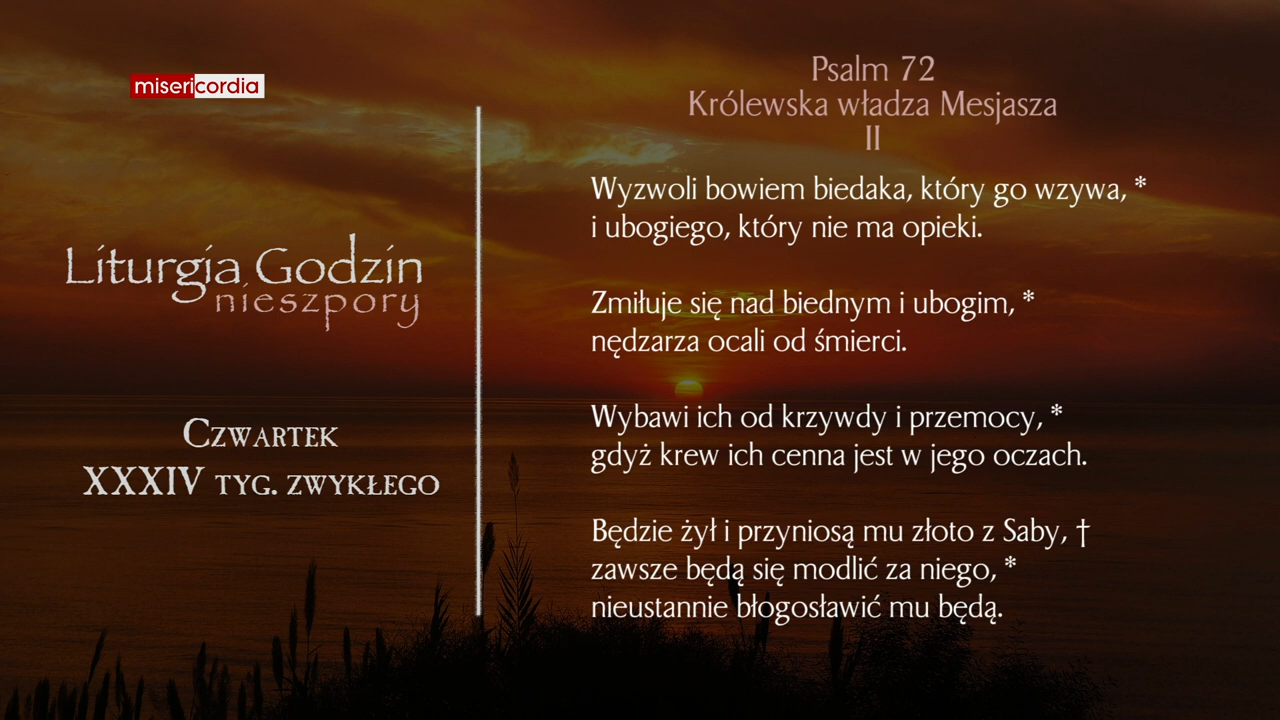 misericordia
Liturgia Godzin
nieszpory
Czwartek
XXXIV tyg. zwykłego
Psalm 72
Królewska władza Mesjasza
II
Wyzwoli bowiem biedaka, który go wzywa, *
i ubogiego, który nie ma opieki.
Zmiłuje się nad biednym i ubogim, *
nędzarza ocali od śmierci.
Wybawi ich od krzywdy i przemocy, *
gdyż krew ich cenna jest w jego oczach.
Będzie żył i przyniosą mu złoto z Saby, †
zawsze będą się modlić za niego, *
nieustannie błogosławić mu będą.